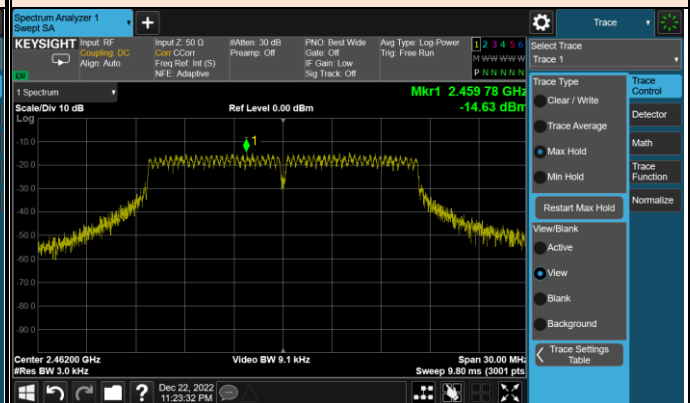 Spectrum Analyzer 1
Swept SA
Trace
KEYSIGHT
Input: RF
Coupling: DC
Align: Auto
Input Z: 50 Ω
Corr CCorr
Freq Ref: Int (S)
NFE: Adaptive
#Atten: 30 dB
Preamp: Off
PNO: Best Wide
Gate: Off
IF Gain: Low
Sig Track: Off
Avg Type: Log-Power
Trig: Free Run
1 2 3 4 5 6
M W W W W W
P N N N N N
LXI
Select Trace
Trace 1
1 Spectrum
Mkr1 2.459 78 GHz
-14.63 dBm
Scale/Div 10 dB
Ref Level 0.00 dBm
Log
-10.0
-20.0
-30.0
-40.0
-50.0
-60.0
-70.0
-80.0
-90.0
1
Center 2.46200 GHz
#Res BW 3.0 kHz
Video BW 9.1 kHz
Span 30.00 MHz
Sweep 9.80 ms (3001 pts
Trace Type
Clear / Write
Trace Average
Max Hold
Min Hold
Restart Max Hold
View/Blank
Active
View
Blank
Background
Trace Settings
Table
Trace
Control
Detector
Math
Trace
Function
Normalize
Dec 22, 2022
11:23:32 PM